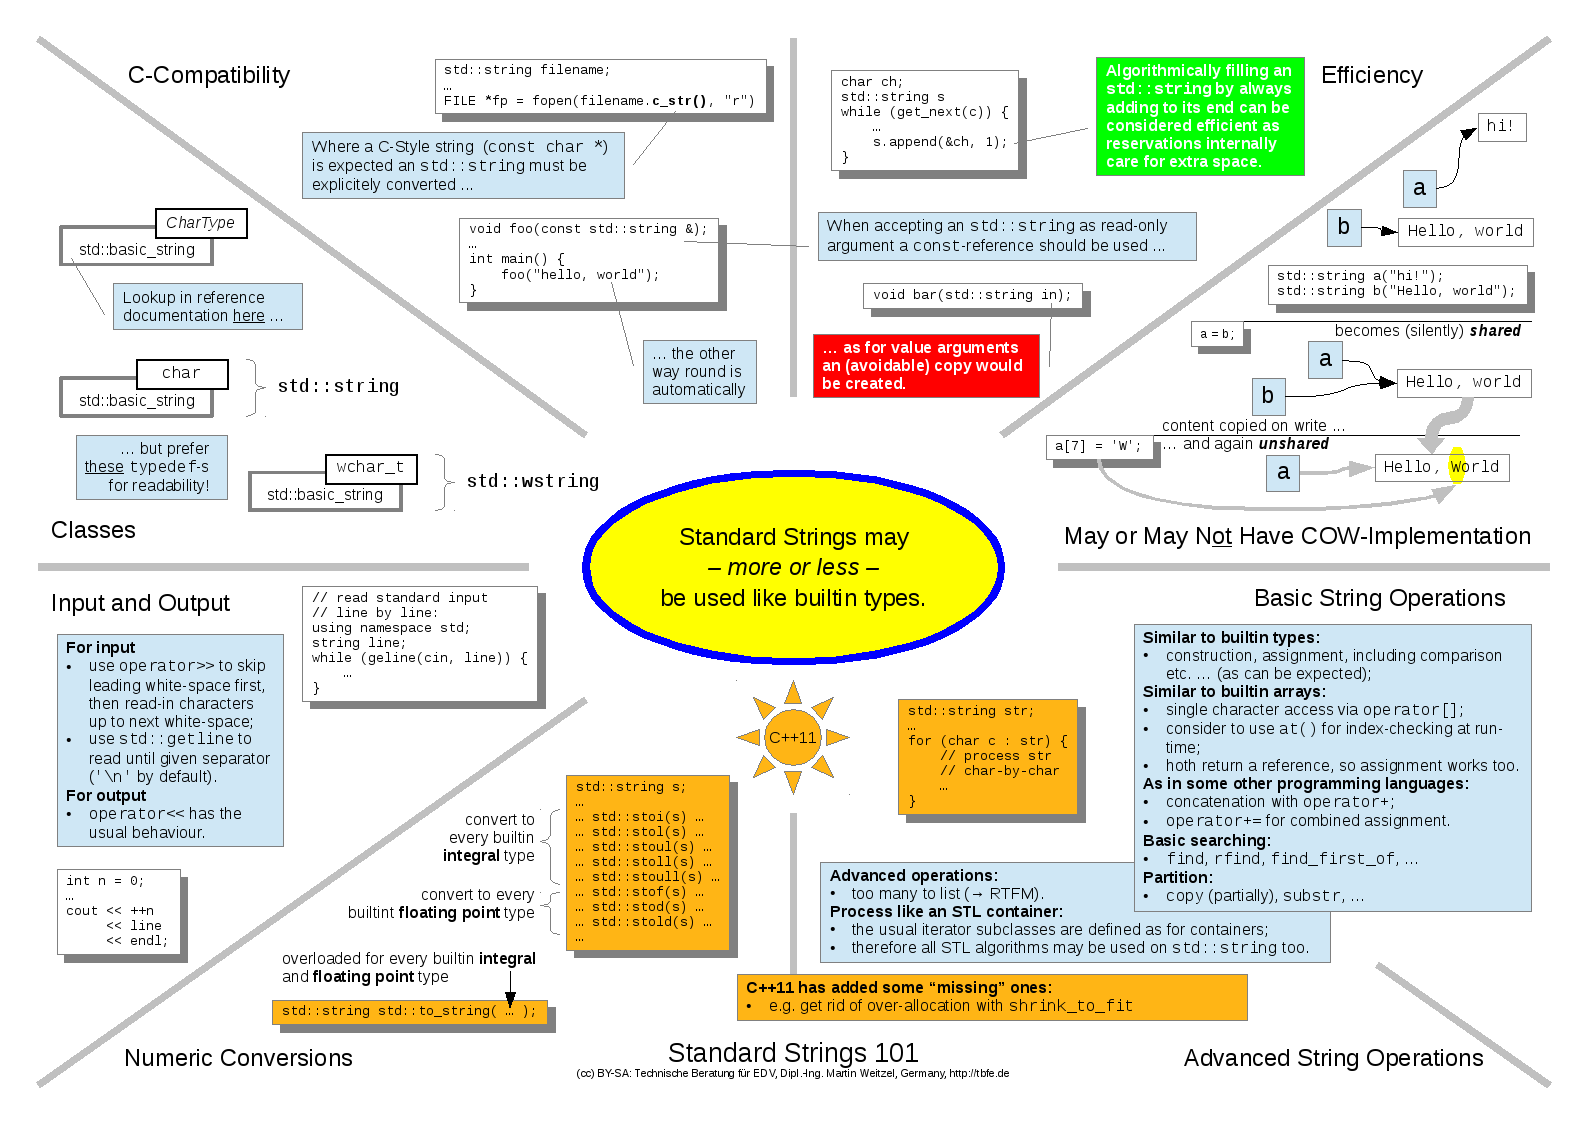 C-Compatibility
std::string filename;
…
FILE *fp = fopen(filename.c_str(), "r")
Where a C-Style string (const char *)
is expected an std::string must be
explicitely converted …
void foo(const std::string &);
…
int main() {
foo("hello, world");
}
… the other
way round is
automatically
char ch;
std::string s
while (get_next(c)) {
…
s.append(&ch, 1);
}
Algorithmically filling an
std::string by always
adding to its end can be
considered efficient as
reservations internally
care for extra space.
Efficiency
When accepting an std::string as read-only
argument a const-reference should be used …
void bar(std::string in);
… as for value arguments
an (avoidable) copy would
be created.
hi!
a
b
Hello, world
std::string a("hi!");
std::string b("Hello, world");
a = b;
becomes (silently) shared
a
b
Hello, world
content copied on write …
a[7] = 'W';
… and again unshared
a
Hello, World
May or May Not Have COW-Implementation
CharType
std::basic_string
Lookup in reference
documentation here …
char
std::basic_string
std::string
… but prefer
these typedef-s
for readability!
wchar_t
std::basic_string
std::wstring
Classes
Standard Strings may
– more or less –
be used like builtin types.
Input and Output
For input
• use operator>> to skip
leading white-space first,
then read-in characters
up to next white-space;
• use std::getline to
read until given separator
('\n' by default).
For output
• operator<< has the
usual behaviour.
// read standard input
// line by line:
using namespace std;
string line;
while (geline(cin, line)) {
…
}
int n = 0;
…
cout << ++n
<< line
<< endl;
C++11
std::string s;
…
… std::stoi(s) …
… std::stol(s) …
… std::stoul(s) …
… std::stoll(s) …
… std::stoull(s) …
… std::stof(s) …
… std::stod(s) …
… std::stold(s) …
…
convert to
every builtin
integral type
convert to every
builtint floating point type
overloaded for every builtin integral
and floating point type
std::string std::to_string( … );
Numeric Conversions
std::string str;
…
for (char c : str) {
// process str
// char-by-char
…
}
Basic String Operations
Similar to builtin types:
• construction, assignment, including comparison
etc. … (as can be expected);
Similar to builtin arrays:
• single character access via operator[];
• consider to use at() for index-checking at run-
time;
• hoth return a reference, so assignment works too.
As in some other programming languages:
• concatenation with operator+;
• operator+= for combined assignment.
Basic searching:
• find, rfind, find_first_of, …
Partition:
• copy (partially), substr, …
Advanced operations:
• too many to list (→ RTFM).
Process like an STL container:
• the usual iterator subclasses are defined as for containers;
• therefore all STL algorithms may be used on std::string too.
C++11 has added some “missing” ones:
• e.g. get rid of over-allocation with shrink_to_fit
Advanced String Operations
Standard Strings 101
(cc) BY-SA: Technische Beratung für EDV, Dipl.-Ing. Martin Weitzel, Germany, http://tbfe.de